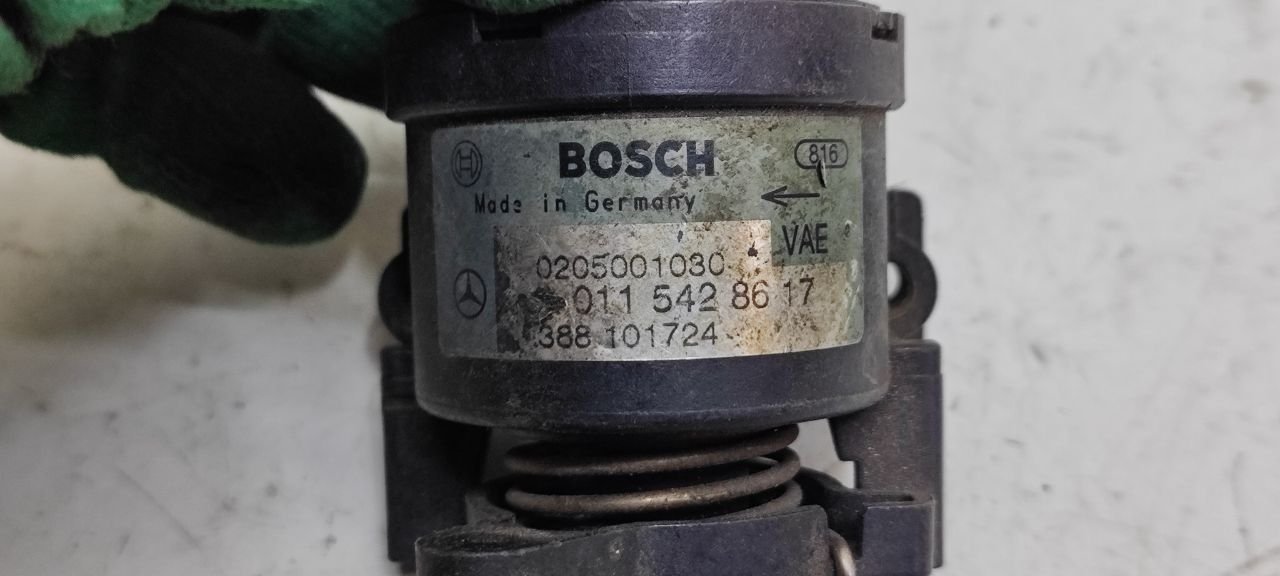 BOSCH
816
Made in Germany
VAE
0205001030
011 542 86 17
388 101724